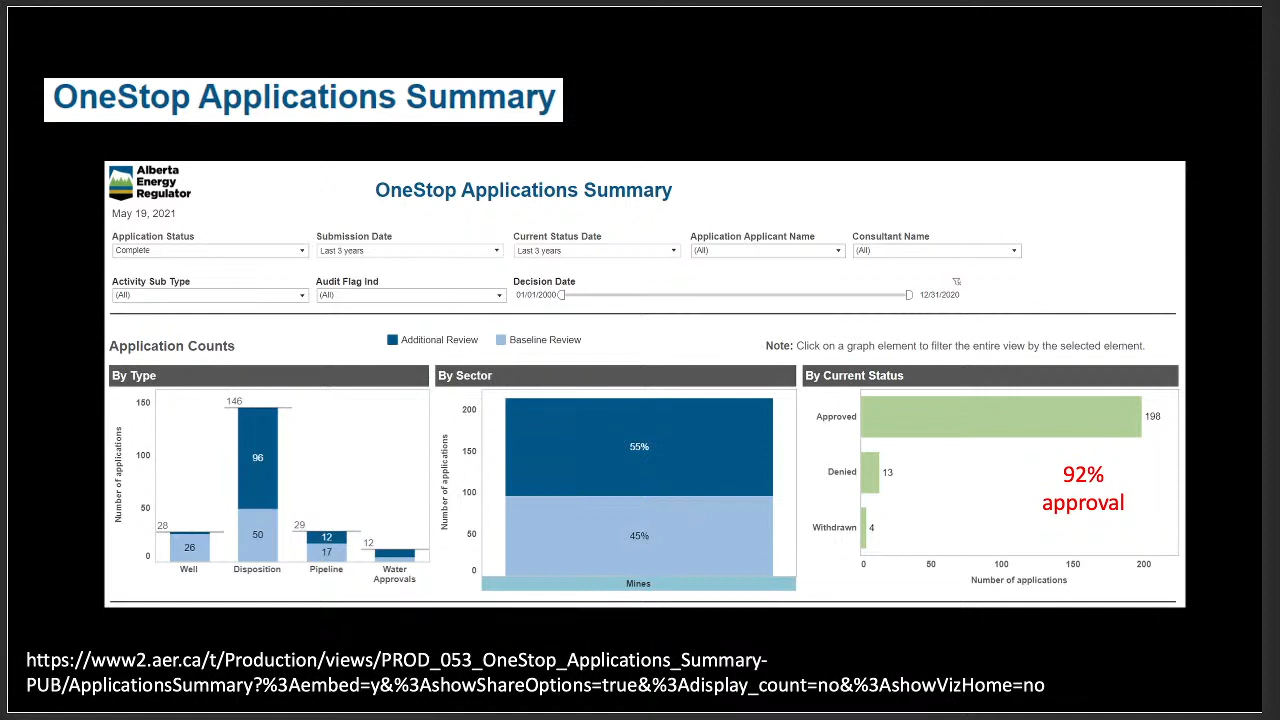 OneStop Applications Summary
Alberta
Energy
Regulator
OneStop Applications Summary
May 19, 2021
Application Status
Submission Date
Current Status Date
Application Applicant Name
Consultant Name
Complete
Last 3 years
Last 3 years
(All)
(All)
Activity Sub Type
Audit Flag Ind
Decision Date
(All)
(All)
01/01/2000
12/31/2020
Application Counts
Additional Review
Baseline Review
Note: Click on a graph element to filter the entire view by the selected element.
By Type
Number of applications
150
100
50
0
28
26
146
96
50
29
12
17
12
Well
Disposition
Pipeline
Water
Approvals
By Sector
Number of applications
200
150
100
50
0
55%
45%
Mines
By Current Status
Approved
198
Denied
13
Withdrawn
4
92%
approval
0
50
100
150
200
Number of applications
https://www2.aer.ca/t/Production/views/PROD_053_OneStop_Applications_Summary-
PUB/ApplicationsSummary?%3Aembed=y&%3AshowShareOptions=true&%3Adisplay_count=no&%3AshowVizHome=no